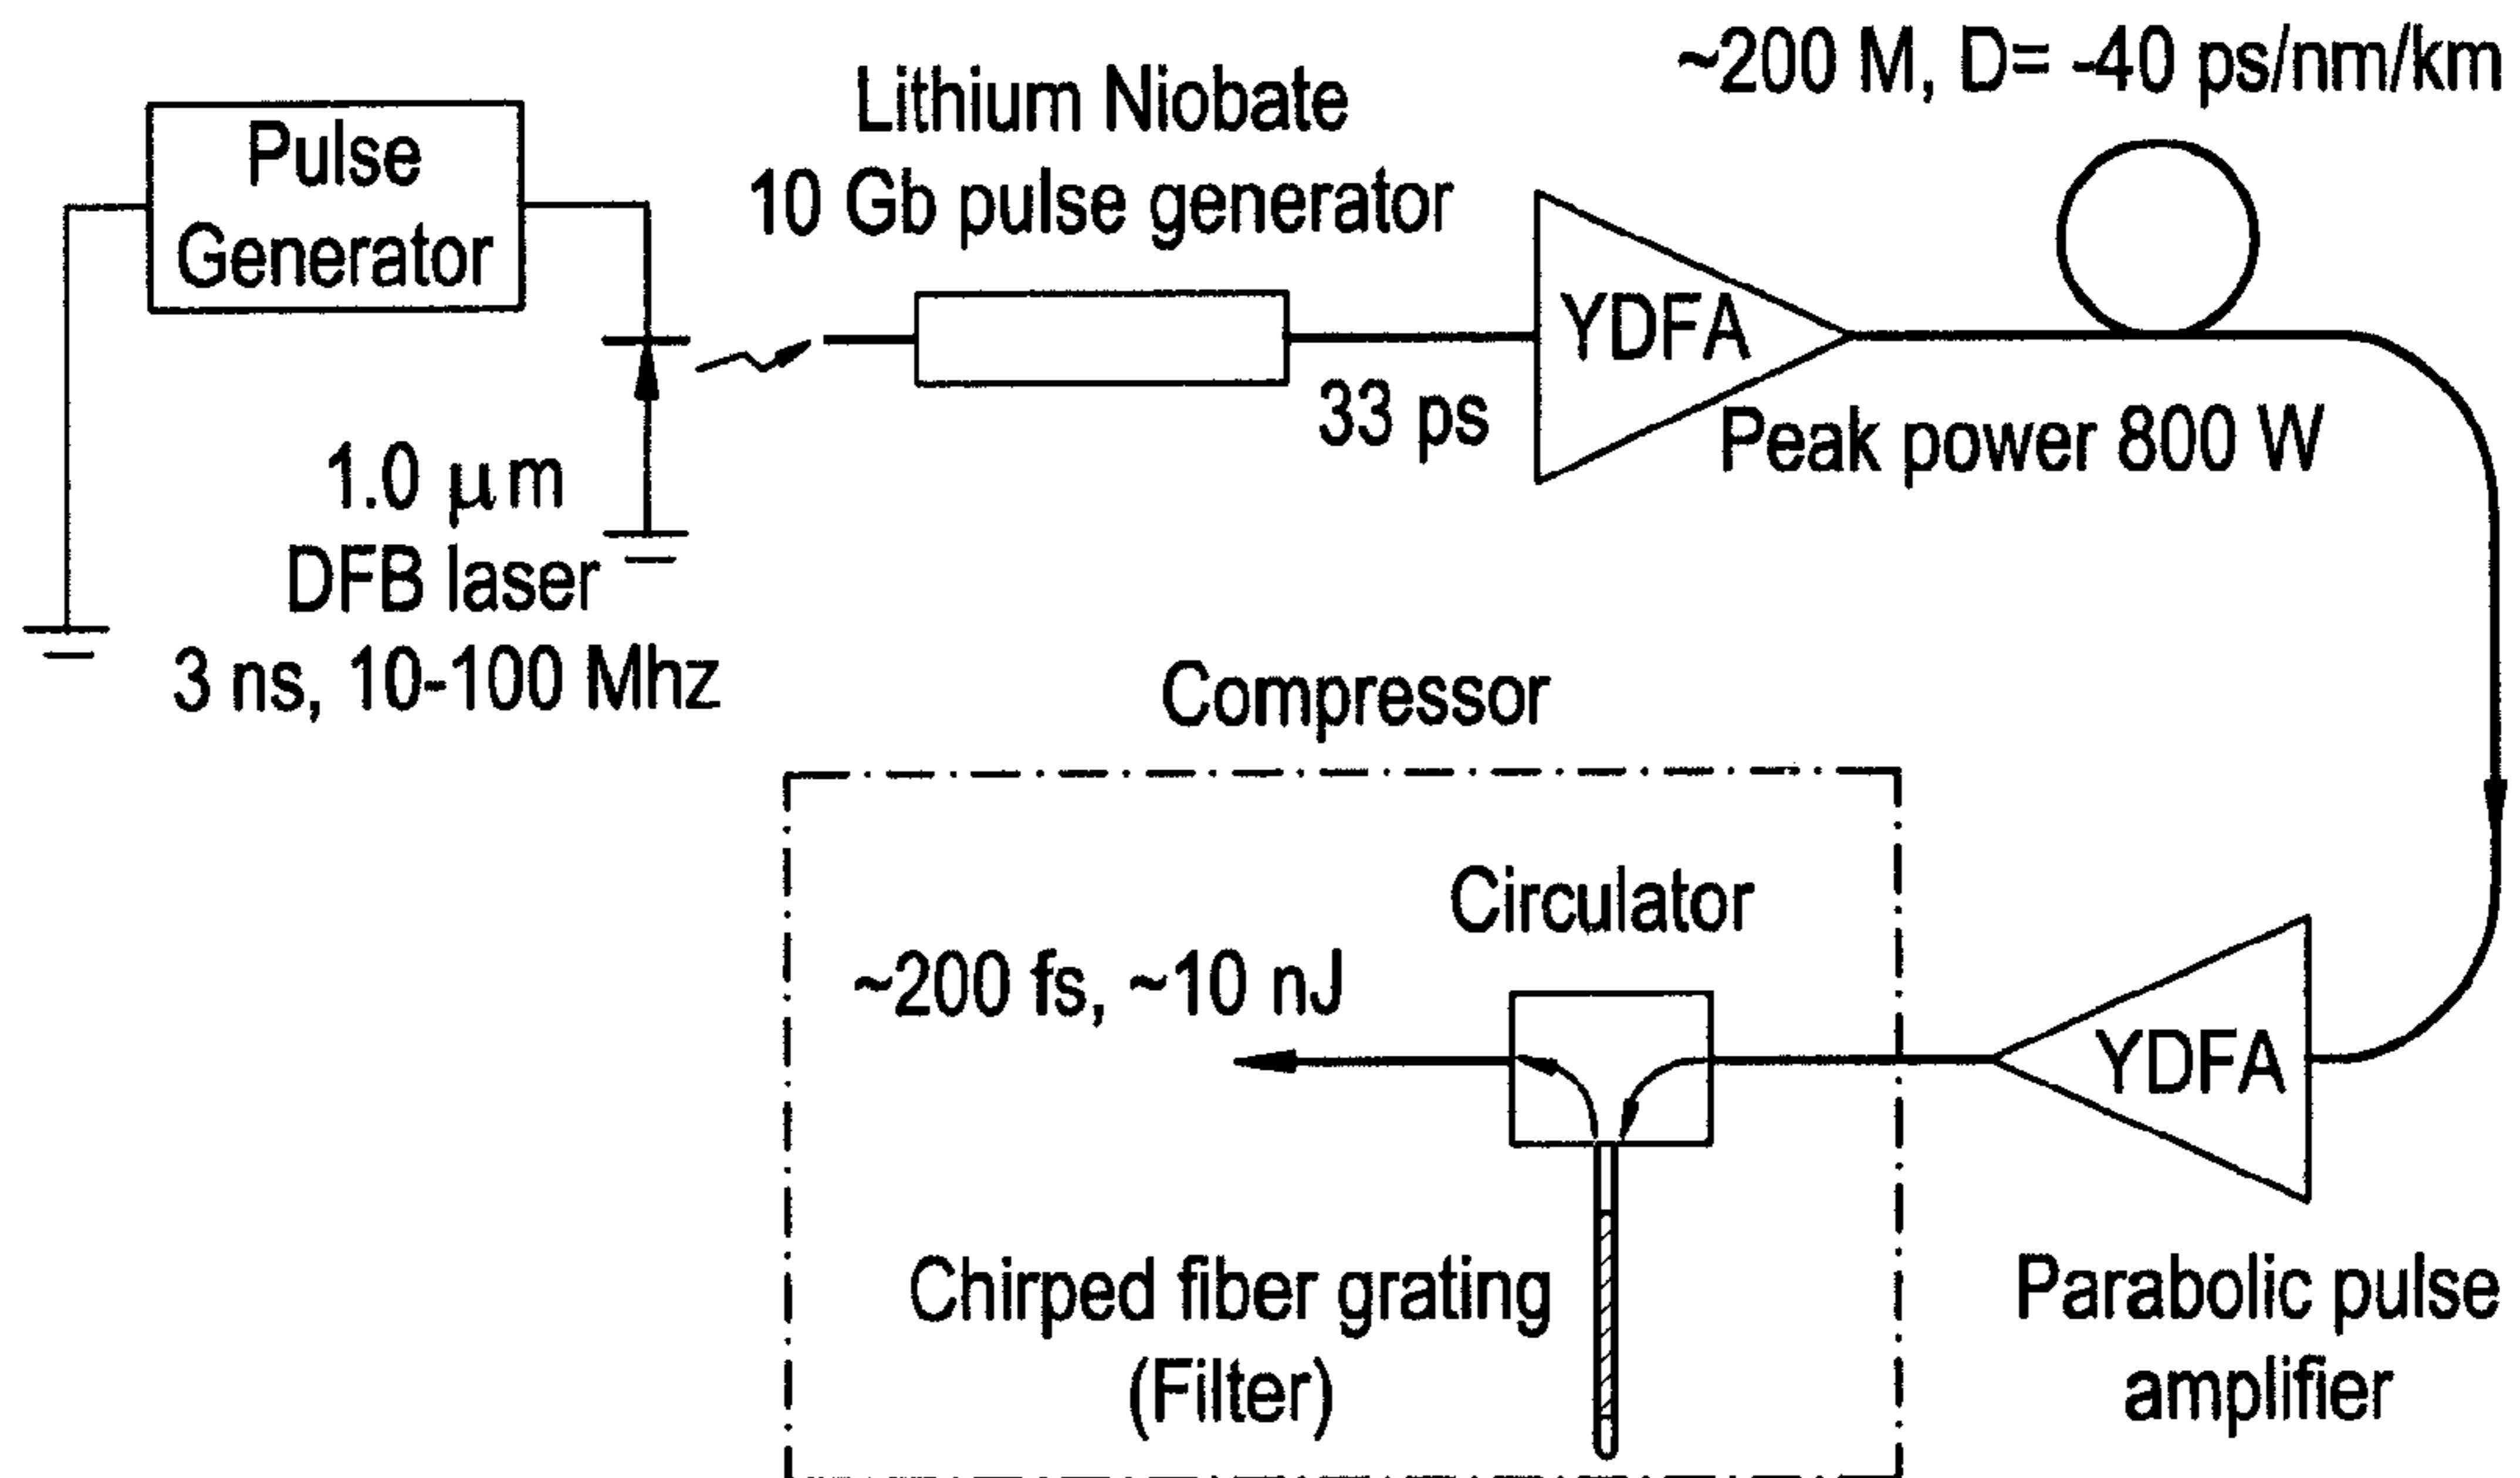 ~200 M, D= -40 ps/nm/km
Lithium Niobate
10 Gb pulse generator
Pulse
Generator
YDFA
33 ps
Peak power 800 W
1.0 μm
DFB laser
3 ns, 10-100 Mhz
Compressor
Circulator
~200 fs, ~10 nJ
YDFA
Chirped fiber grating
(Filter)
Parabolic pulse
amplifier